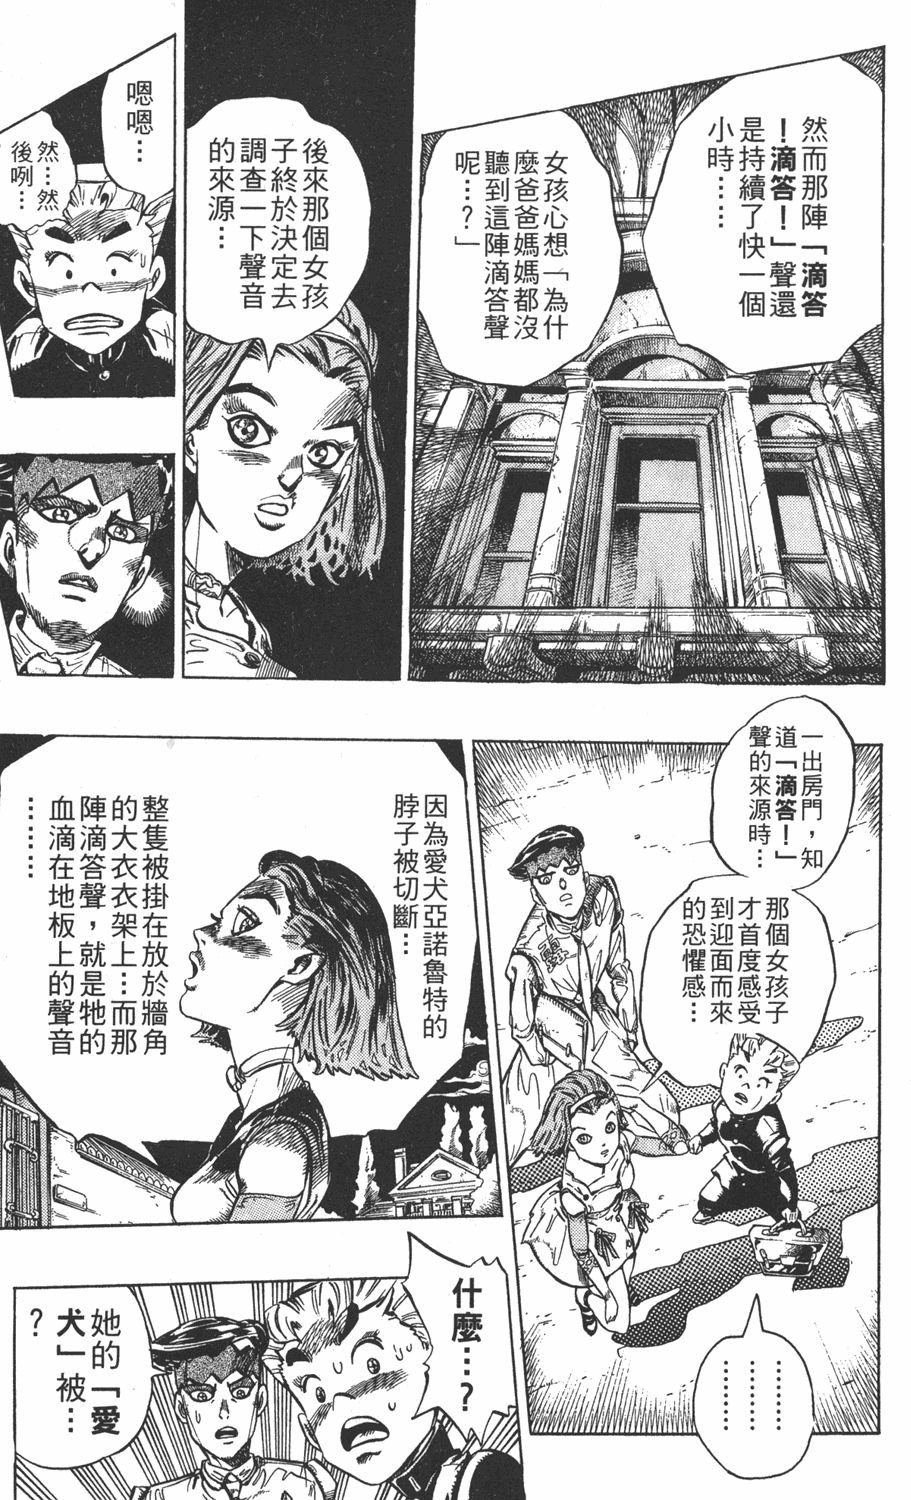 然而那陣「滴答
！滴答！」聲還
是持續了快一個
小時……
女孩心想「為什
麼爸爸媽媽都沒
聽到這陣滴答聲
呢…？」
後來那個女孩
子終於決定去
調查一下聲音
的來源…
嗯嗯…
然…然
後咧…
一出房門，知
道「滴答！」
聲的來源時…
那個女孩子
才首度感受
到迎面而來
的恐懼感…
………
………
………
因為愛犬亞諾魯特的
脖子被切斷…
整隻被掛在放於牆角
的大衣衣架上…而那
陣滴答聲，就是牠的
血滴在地板上的聲音
………
什麼…？
她的「愛
犬」被…
？